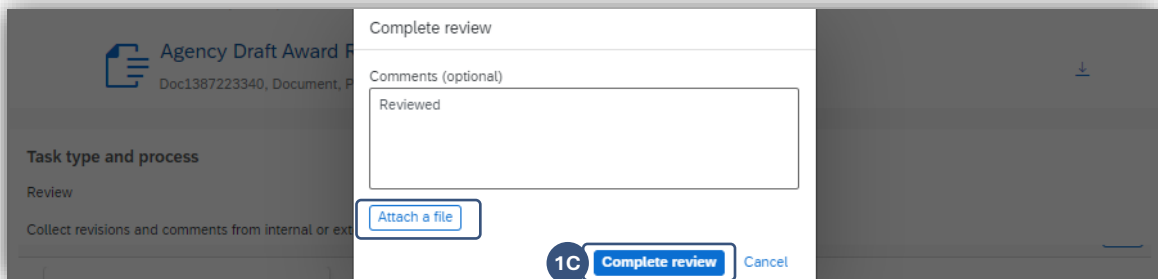 Complete review
Agency Draft Award
Doc1387223340, Document,
Comments (optional)
Reviewed
Task type and process
Review
Collect revisions and comments from internal or
Attach a file
1C Complete review Cancel